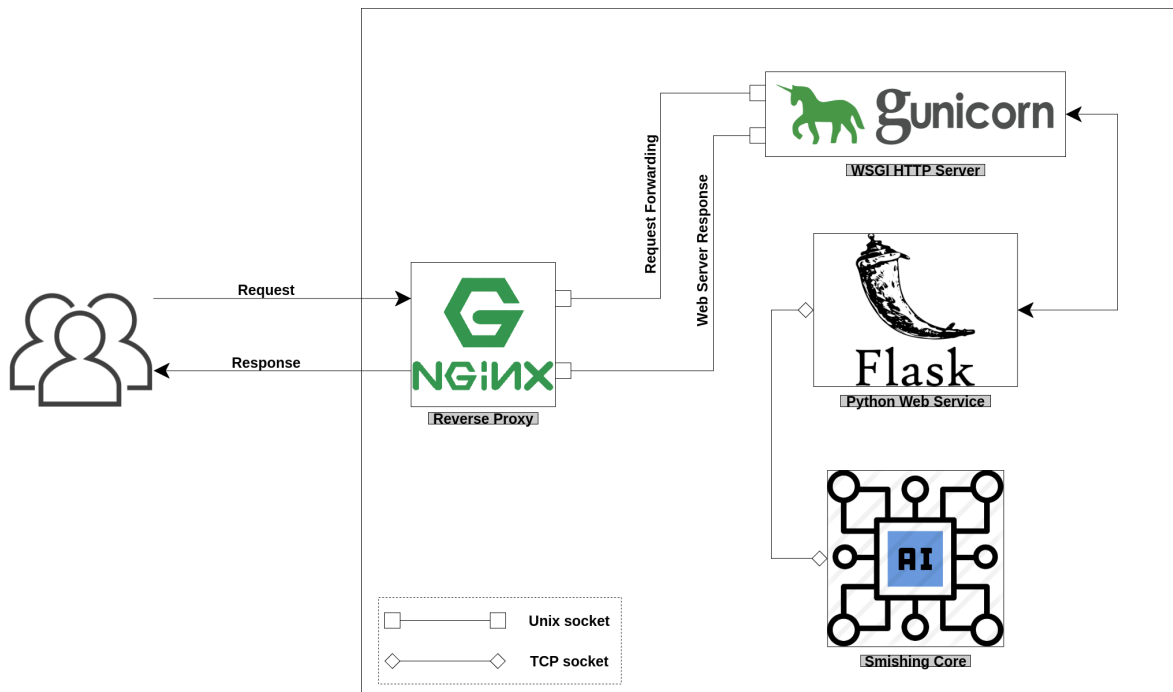 gunicorn
WSGI HTTP Server
Request Forwarding
Web Server Response
Request
Response
NGiNX
Reverse Proxy
Flask
Python Web Service
AI
Smishing Core
Unix socket
TCP socket